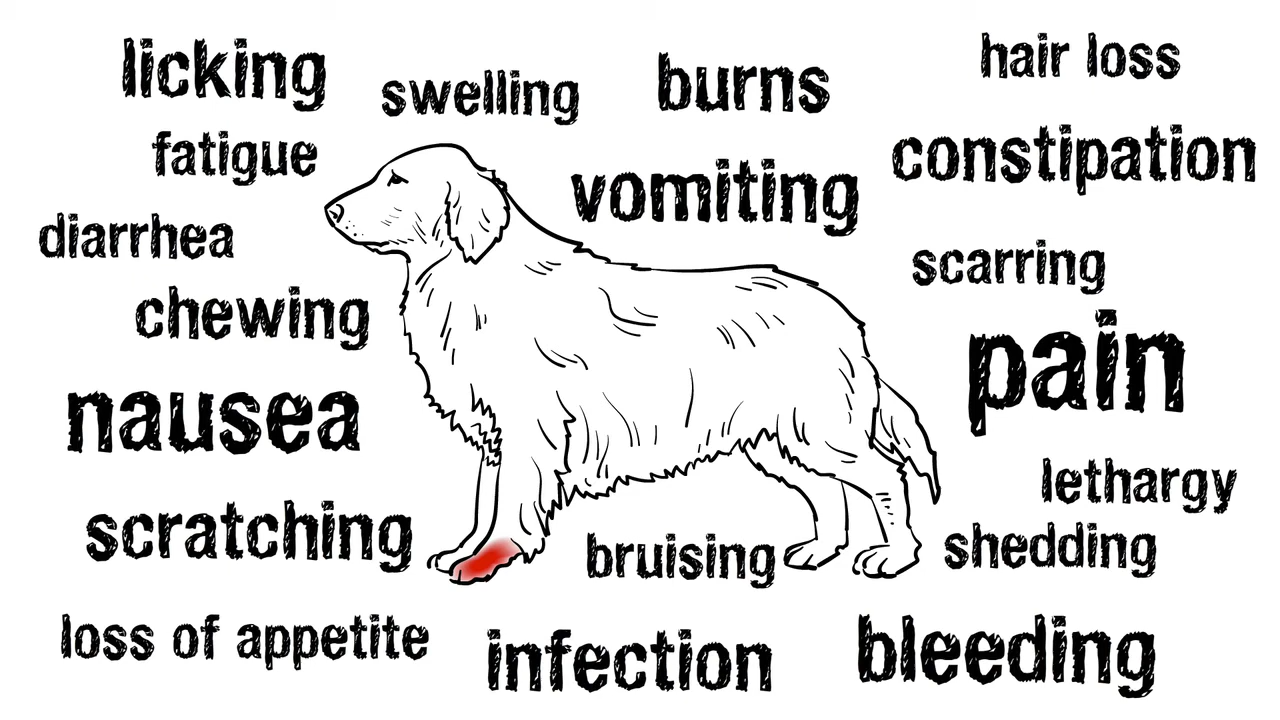 licking
swelling
burns
hair loss
fatigue
vomiting
constipation
diarrhea
scarring
chewing
pain
nausea
lethargy
scratching
bruising
shedding
loss of appetite
infection
bleeding